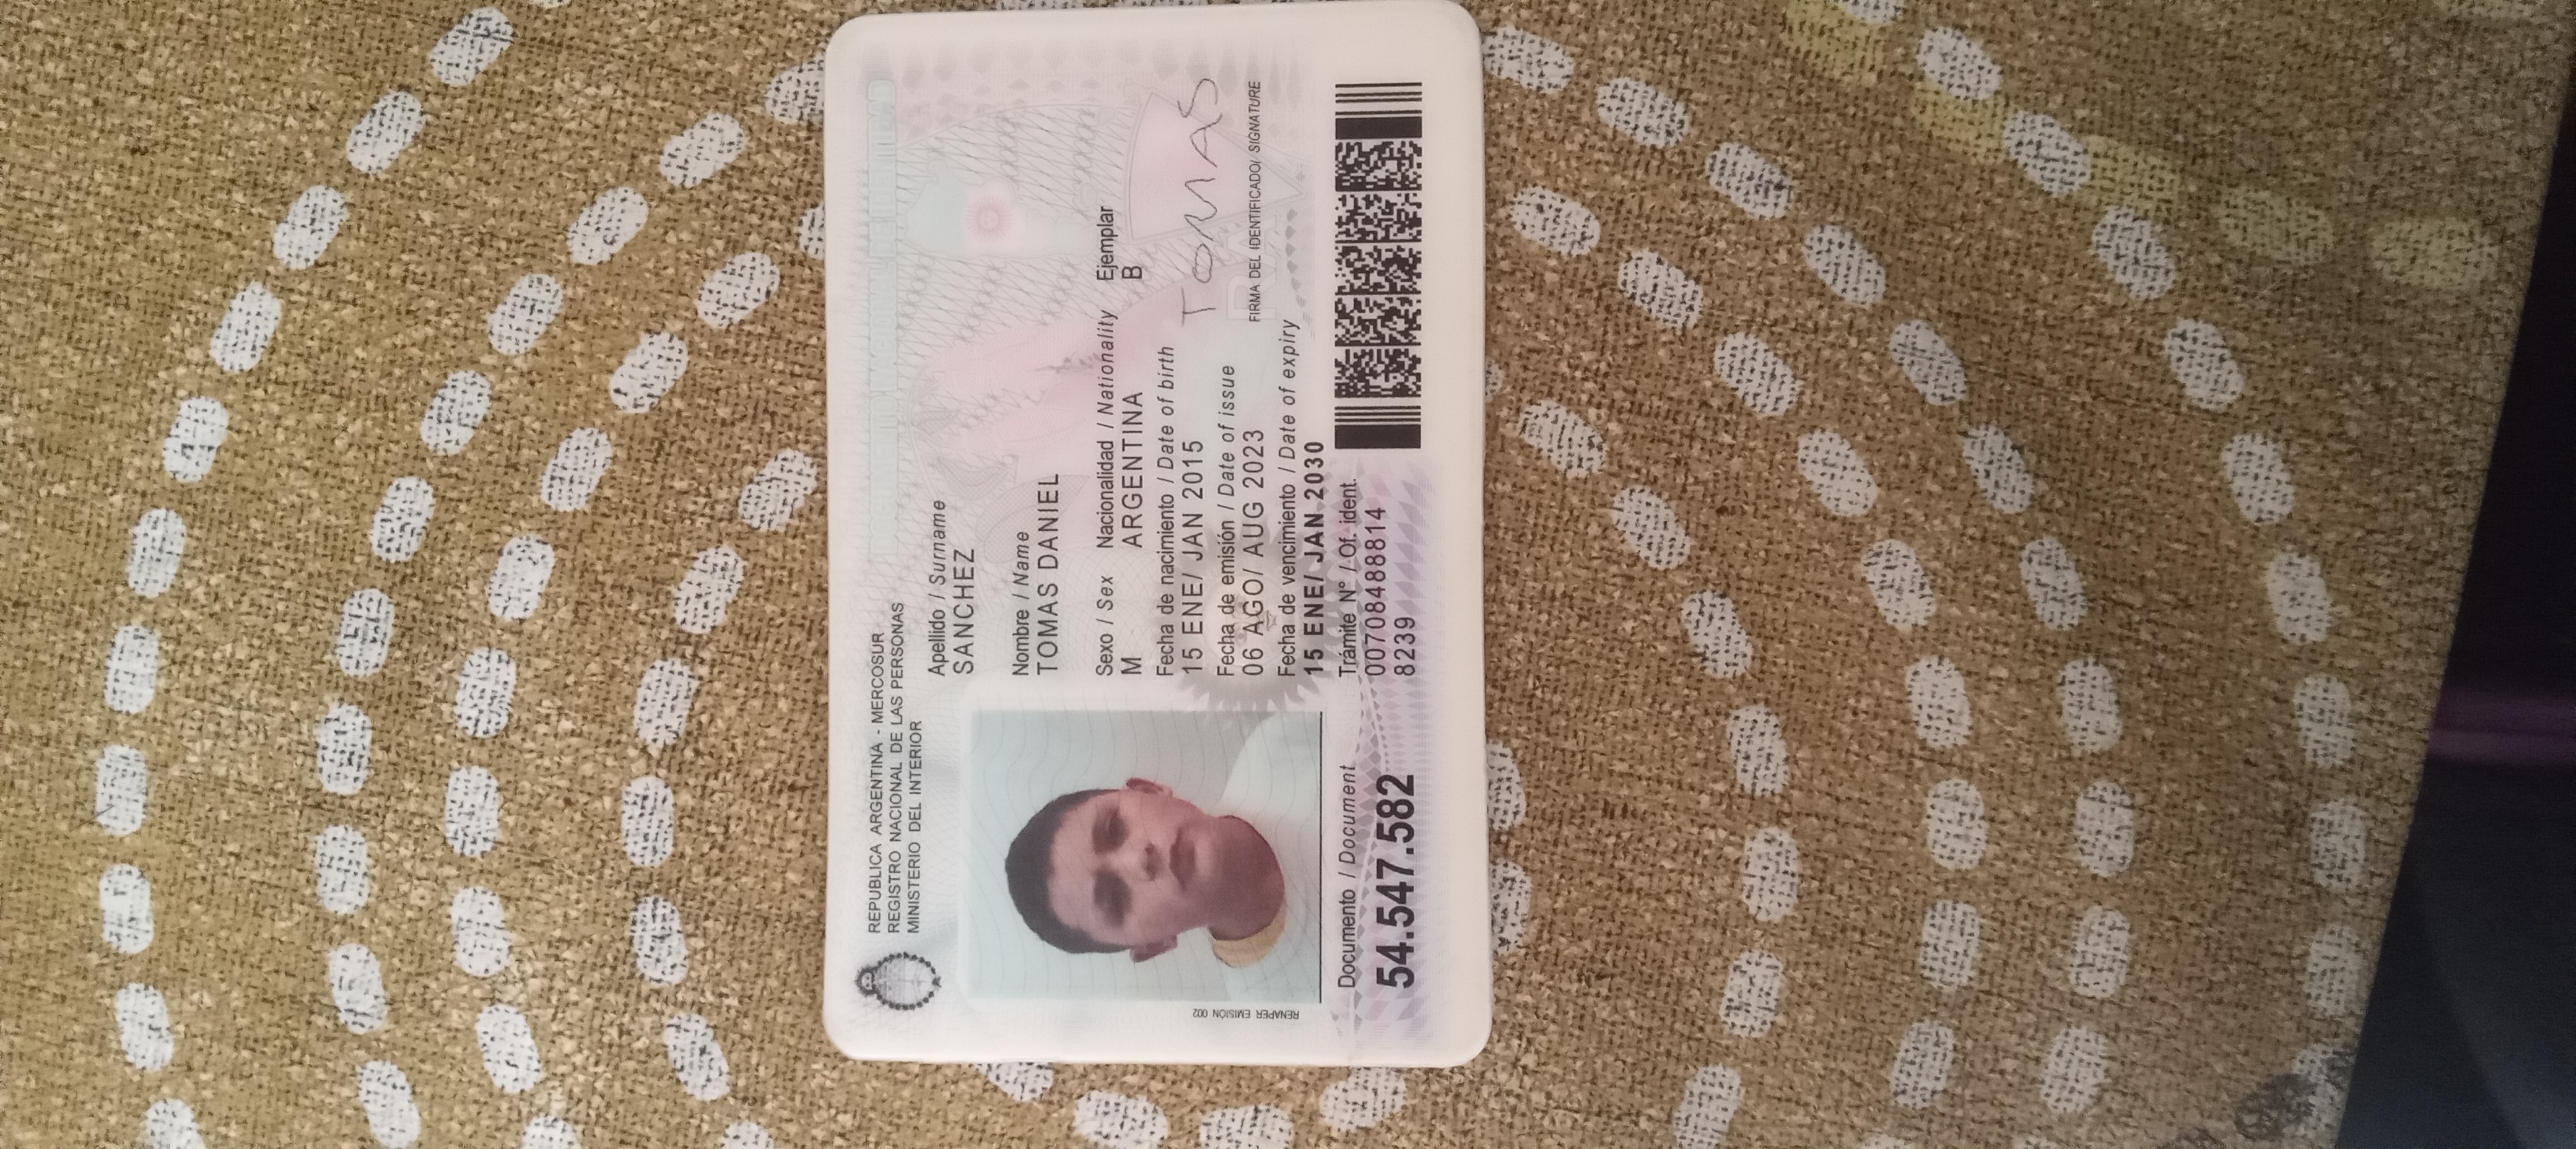 REPUBLICA ARGENTINA - MERCOSUR
REGISTRO NACIONAL DE LAS PERSONAS
MINISTERIO DEL INTERIOR
DOCUMENTO NACIONAL DE IDENTIDAD
Apellido / Surname
SANCHEZ
Nombre / Name
TOMAS DANIEL
Sexo / Sex Nacionalidad / Nationality Ejemplar
M ARGENTINA B
Fecha de nacimiento / Date of birth
15 ENE/ JAN 2015
TOMAS
Fecha de emisión / Date of issue
06 AGO/ AUG 2023
FIRMA DEL IDENTIFICADO/ SIGNATURE
Fecha de vencimiento / Date of expiry
15 ENE/ JAN 2030
RENAPER EMISIÓN 002
Documento / Document
54.547.582
Trámite N° / Of. ident.
00708488814
8239